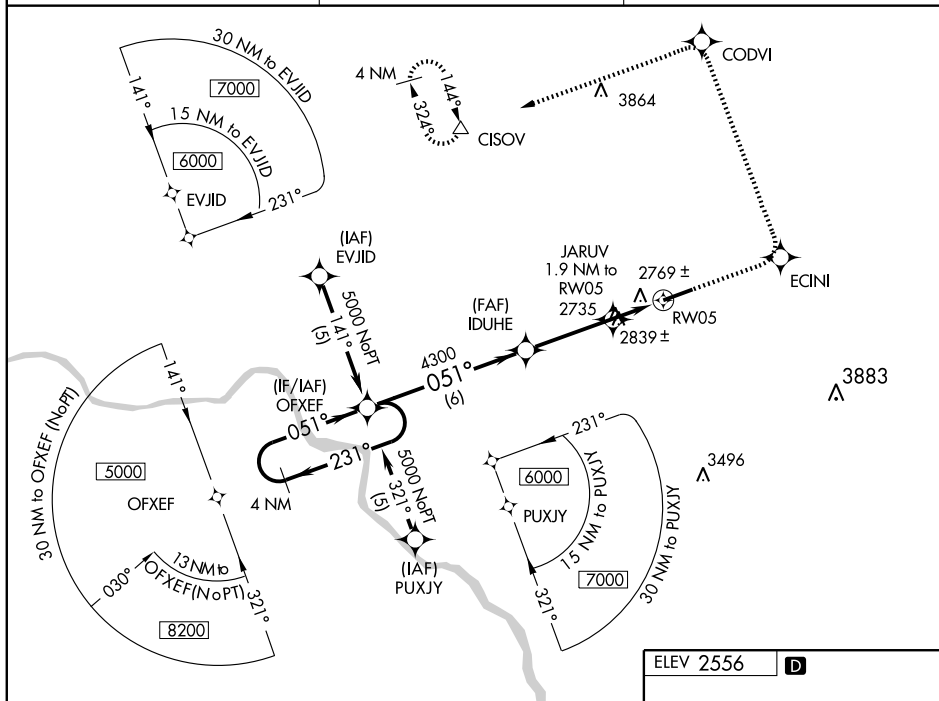 30 NM to EVJID
7000
141°
15 NM to EVJID
6000
EVJID
231°
4 NM
144°
324°
CISOV
3864
CODVI
ECINI
(IAF)
EVJID
5000 NoPT
141°
(5)
JARUV
1.9 NM to
RW05
2735
2769 ±
RW05
2839 ±
(FAF)
IDUHE
4300
051°
(6)
(IF/IAF)
OFXEF
051°
231°
4 NM
5000 NoPT
321°
(5)
(IAF)
PUXJY
141°
30 NM to OFXEF (NoPT)
5000
OFXEF
13 NM to
OFXEF (NoPT)
030°
321°
8200
231°
6000
PUXJY
15 NM to PUXJY
321°
7000
30 NM to PUXJY
3883
3496
ELEV 2556
D